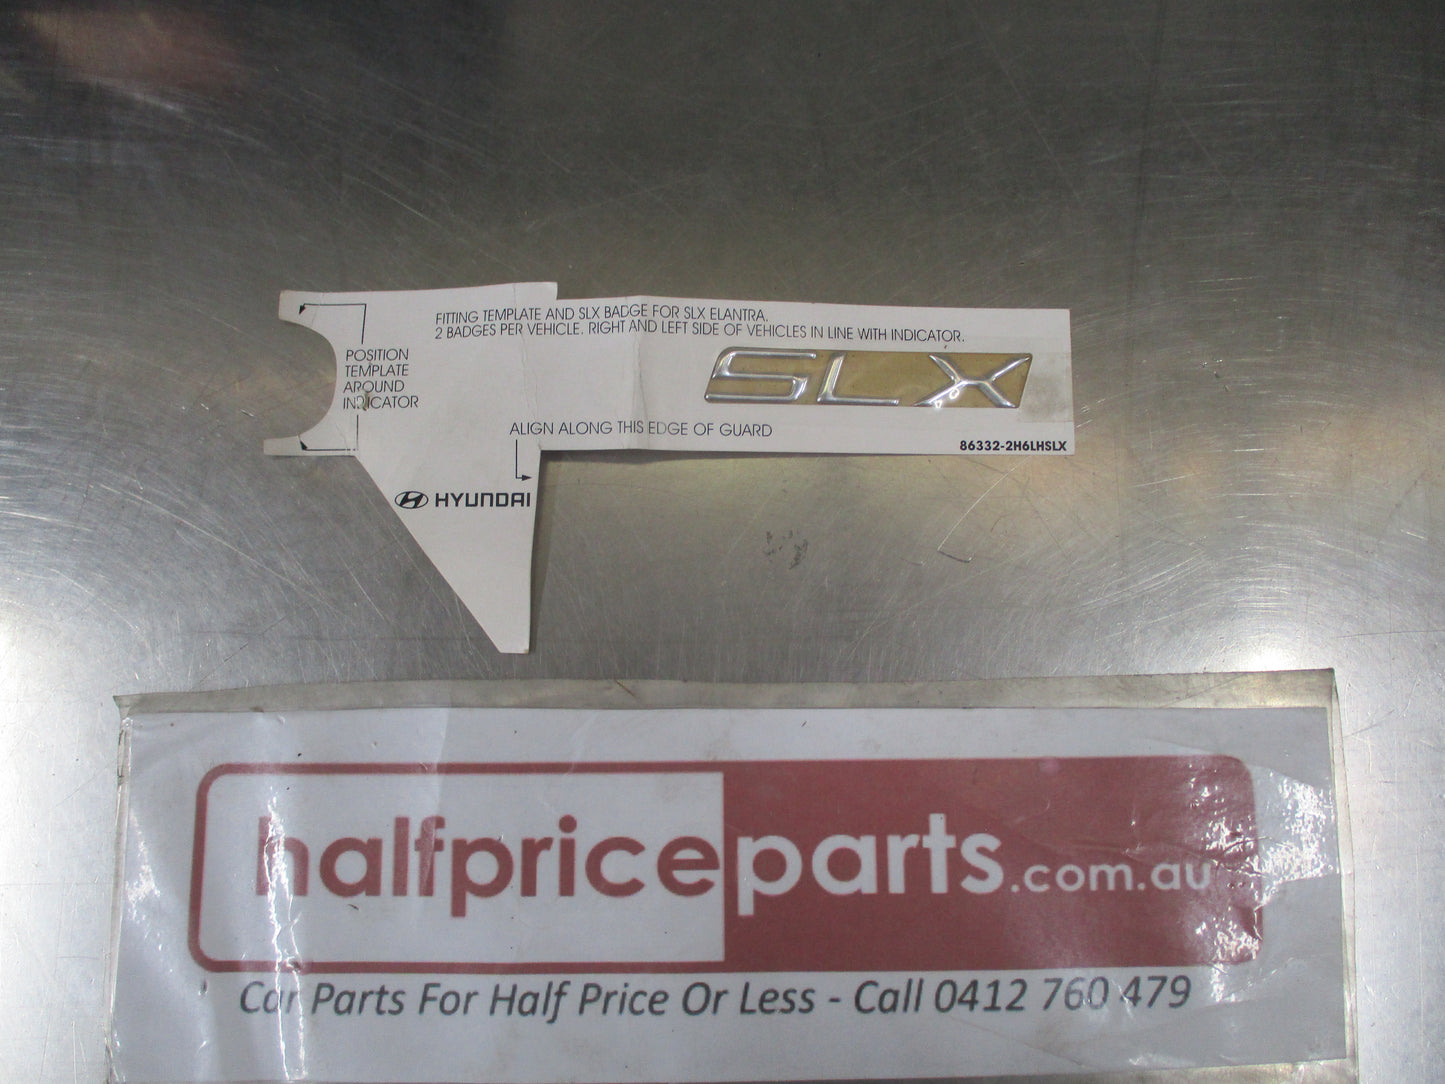 FITTING TEMPLATE AND SLX BADGE FOR SLX ELANTRA.
2 BADGES PER VEHICLE. RIGHT AND LEFT SIDE OF VEHICLES IN LINE WITH INDICATOR.
POSITION
TEMPLATE
AROUND
INDICATOR
SLX
ALIGN ALONG THIS EDGE OF GUARD
86332-2H6LHSLX
HYUNDAI
halfpriceparts.com.au
Car Parts For Half Price Or Less - Call 0412 760 479